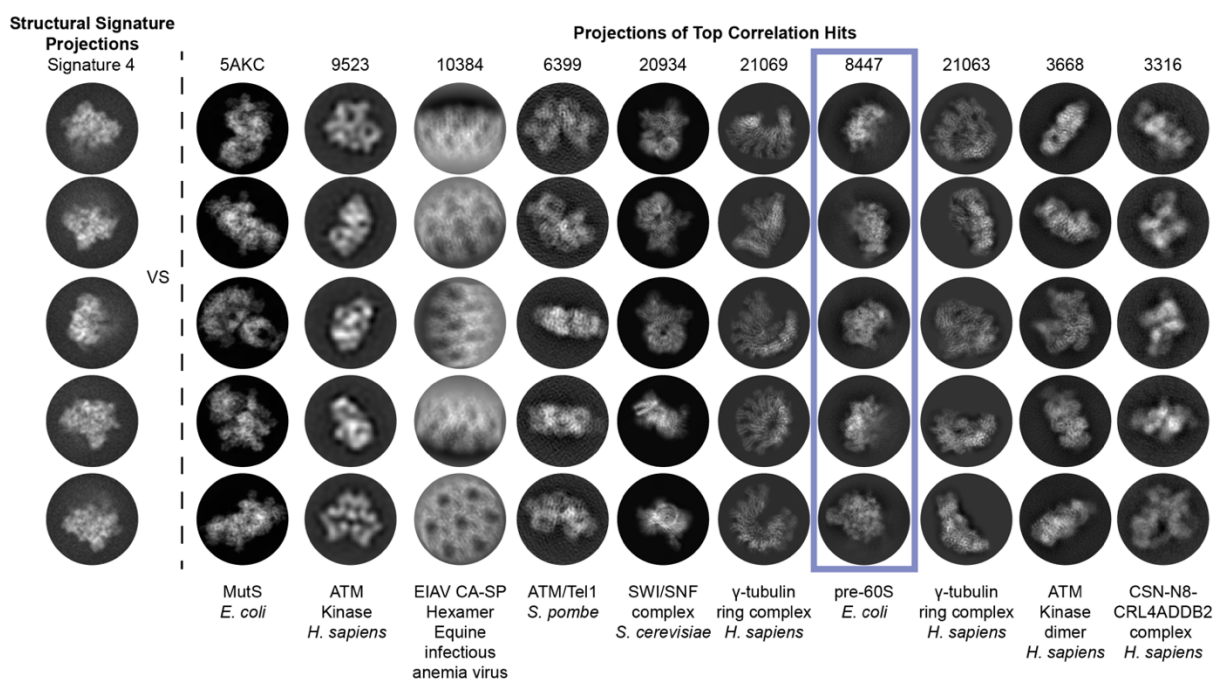 Structural Signature
Projections
Signature 4
Projections of Top Correlation Hits
5AKC 9523 10384 6399 20934 21069 8447 21063 3668 3316
VS
MutS
E. coli
ATM
Kinase
H. sapiens
EIAV CA-SP
Hexamer
Equine
infectious
anemia virus
ATM/Tel1
S. pombe
SWI/SNF
complex
S. cerevisiae
γ-tubulin
ring complex
H. sapiens
pre-60S
E. coli
γ-tubulin
ring complex
H. sapiens
ATM
Kinase
dimer
H. sapiens
CSN-N8-
CRL4ADDB2
complex
H. sapiens